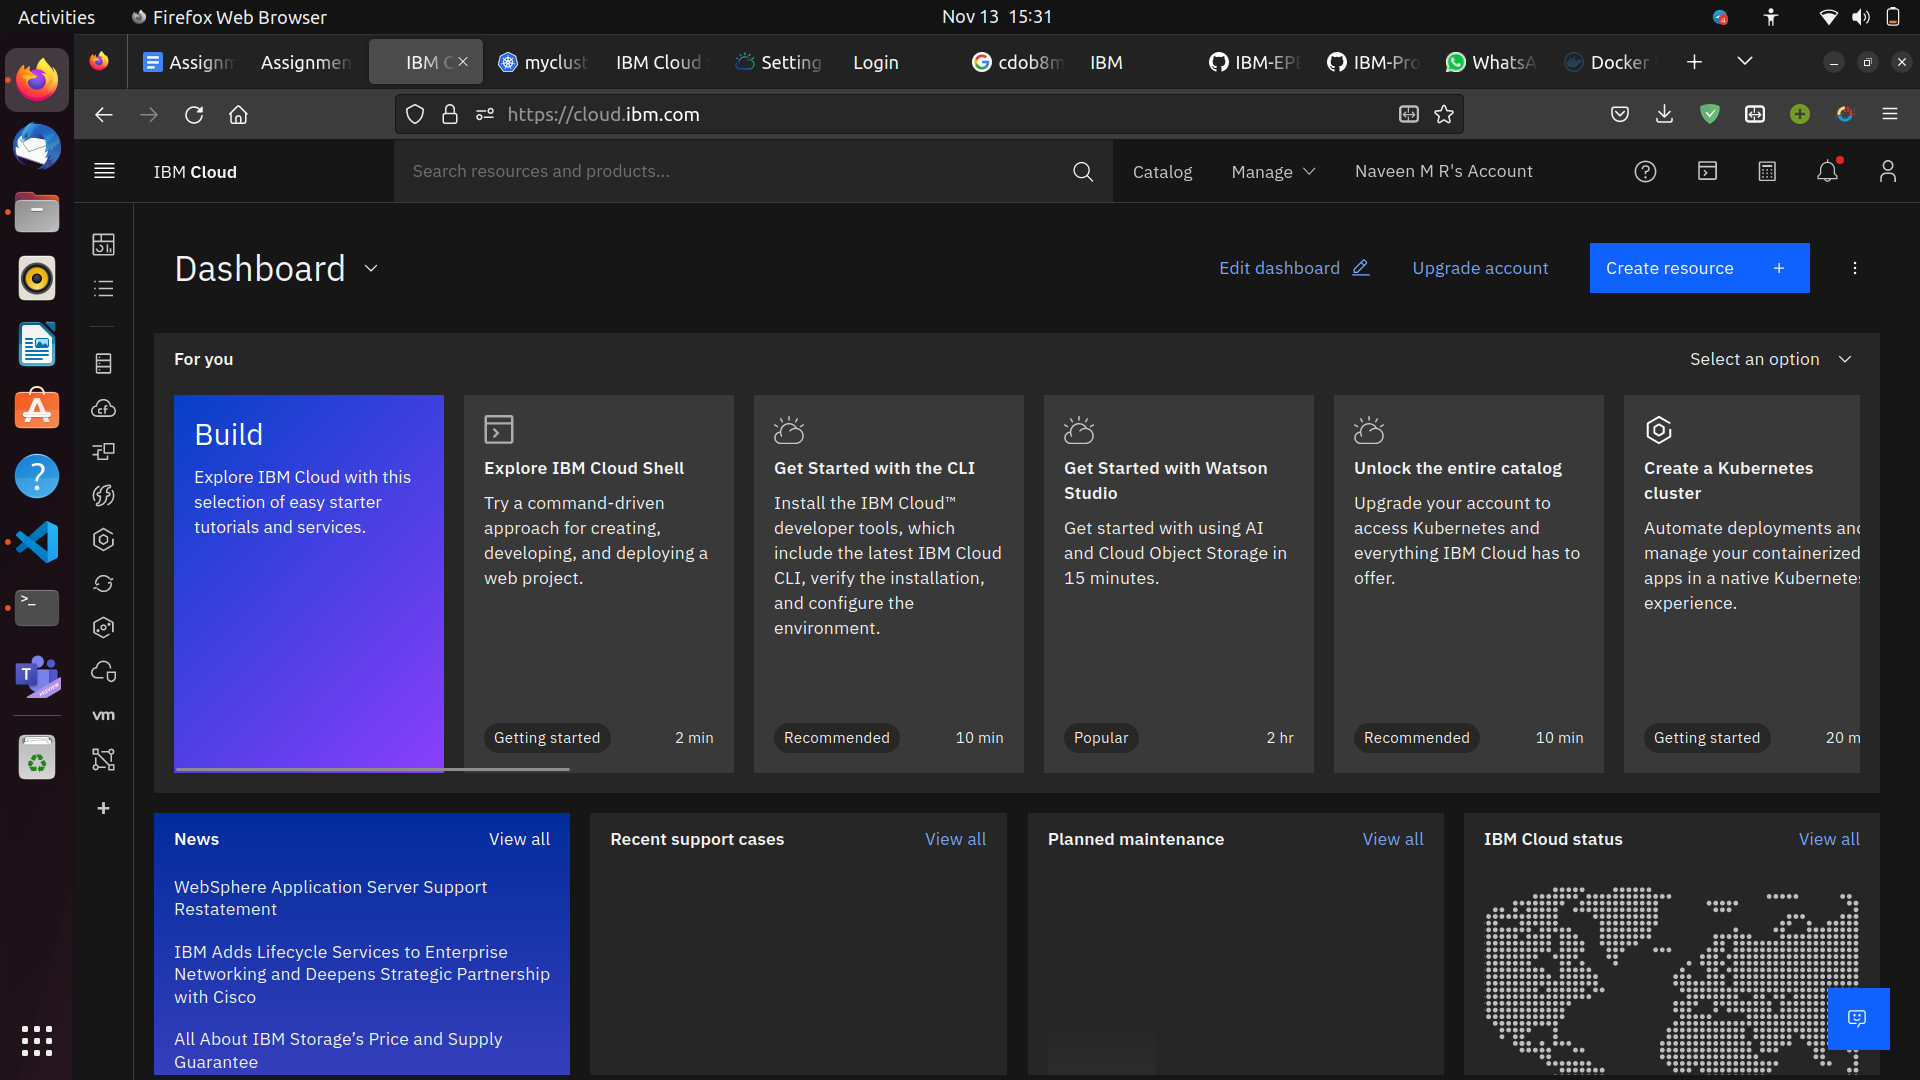 Activities
Firefox Web Browser
Nov 13 15:31
Assignm
Assignmen
IBM C
myclust
IBM Cloud
Setting
Login
cdob8m
IBM
IBM-EPB
IBM-Pro
WhatsA
Docker
https://cloud.ibm.com
IBM Cloud
Search resources and products...
Catalog
Manage
Naveen M R's Account
Dashboard
Edit dashboard
Upgrade account
Create resource +
For you
Select an option
Build
Explore IBM Cloud with this
selection of easy starter
tutorials and services.
Explore IBM Cloud Shell
Try a command-driven
approach for creating,
developing, and deploying a
web project.
Getting started
2 min
Get Started with the CLI
Install the IBM Cloud™
developer tools, which
include the latest IBM Cloud
CLI, verify the installation,
and configure the
environment.
Recommended
10 min
Get Started with Watson
Studio
Get started with using AI
and Cloud Object Storage in
15 minutes.
Popular
2 hr
Unlock the entire catalog
Upgrade your account to
access Kubernetes and
everything IBM Cloud has to
offer.
Recommended
10 min
Create a Kubernetes
cluster
Automate deployments and
manage your containerized
apps in a native Kubernetes
experience.
Getting started
20 m
cf
vm
News
View all
WebSphere Application Server Support
Restatement
IBM Adds Lifecycle Services to Enterprise
Networking and Deepens Strategic Partnership
with Cisco
All About IBM Storage’s Price and Supply
Guarantee
Recent support cases
View all
Planned maintenance
View all
IBM Cloud status
View all